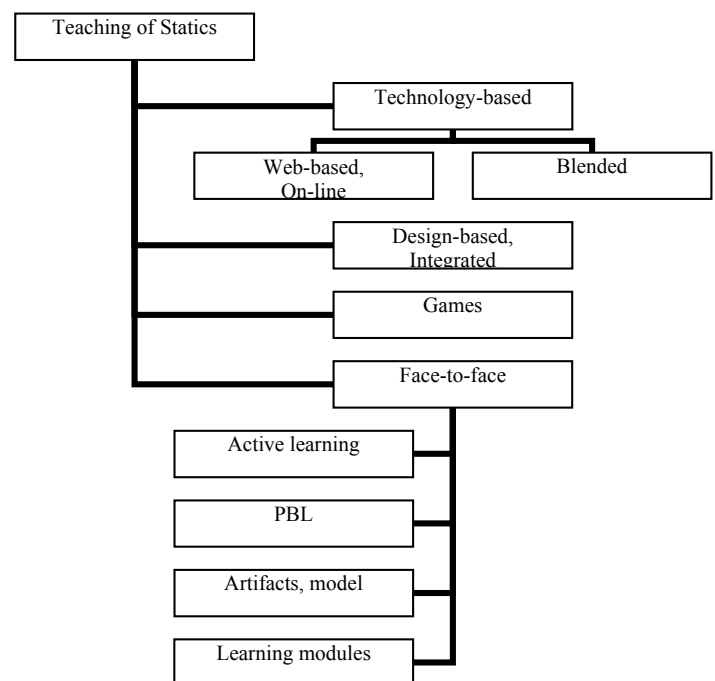 Teaching of Statics
Technology-based
Web-based,
On-line
Blended
Design-based,
Integrated
Games
Face-to-face
Active learning
PBL
Artifacts, model
Learning modules